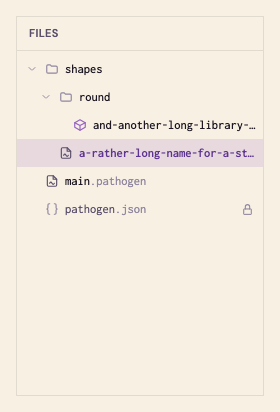 FILES
shapes
round
and-another-long-library-…
a-rather-long-name-for-a-st…
main.pathogen
{} pathogen.json